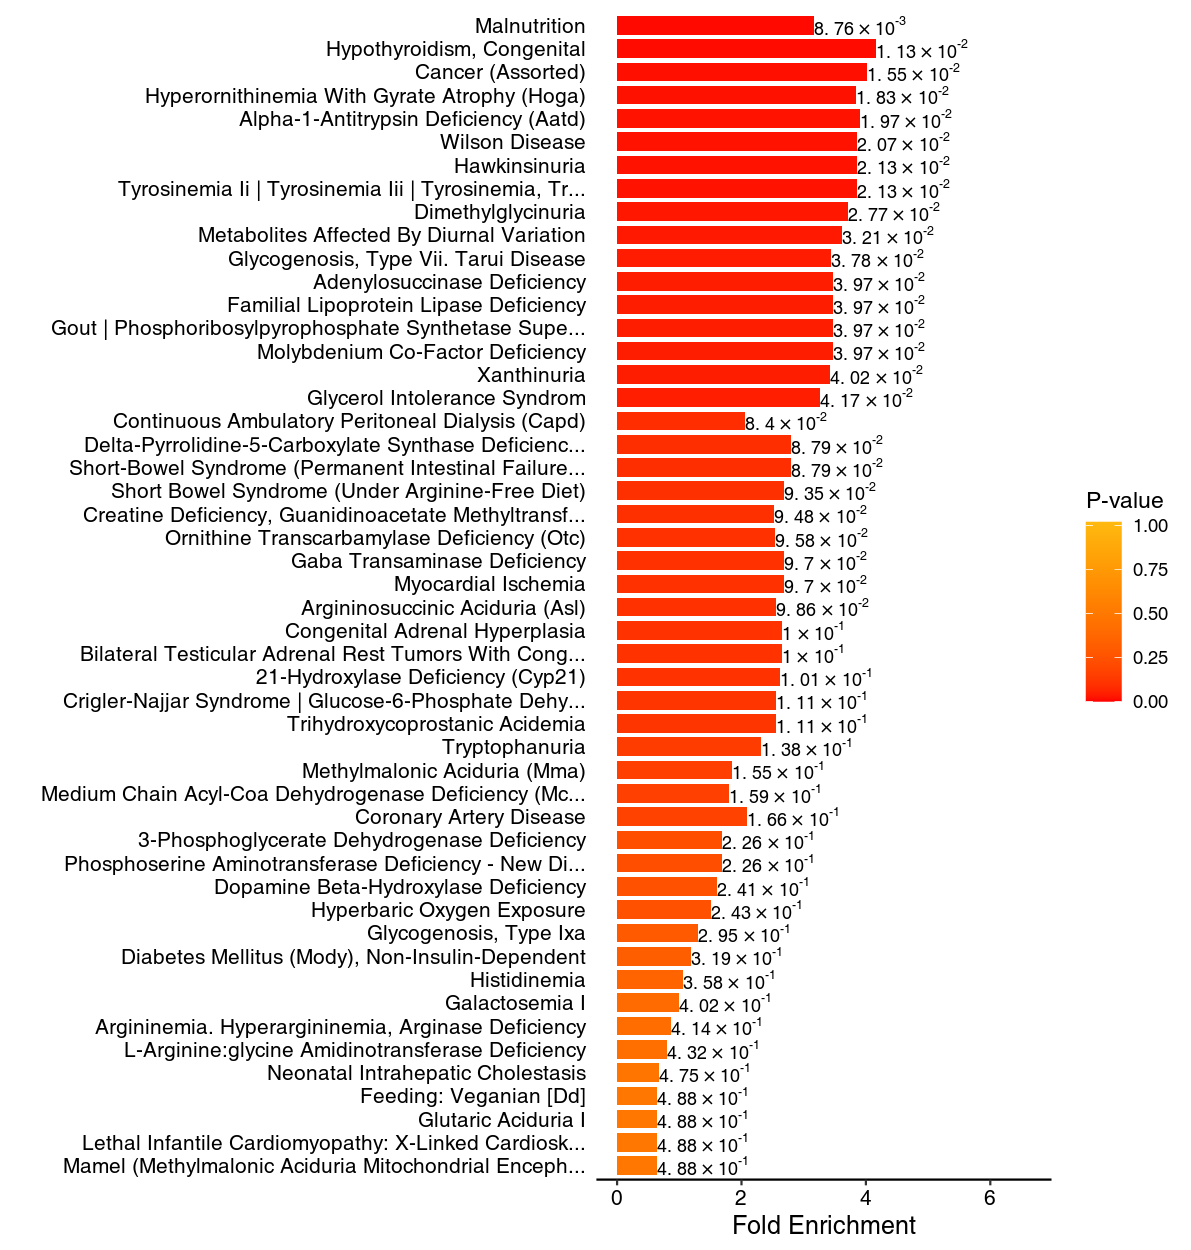 Malnutrition 8. 76 × 10⁻³
Hypothyroidism, Congenital 1. 13 × 10⁻²
Cancer (Assorted) 1. 55 × 10⁻²
Hyperornithinemia With Gyrate Atrophy (Hoga) 1. 83 × 10⁻²
Alpha-1-Antitrypsin Deficiency (Aatd) 1. 97 × 10⁻²
Wilson Disease 2. 07 × 10⁻²
Hawkinsinuria 2. 13 × 10⁻²
Tyrosinemia Ii | Tyrosinemia Iii | Tyrosinemia, Tr... 2. 13 × 10⁻²
Dimethylglycinuria 2. 77 × 10⁻²
Metabolites Affected By Diurnal Variation 3. 21 × 10⁻²
Glycogenosis, Type Vii. Tarui Disease 3. 78 × 10⁻²
Adenylosuccinase Deficiency 3. 97 × 10⁻²
Familial Lipoprotein Lipase Deficiency 3. 97 × 10⁻²
Gout | Phosphoribosylpyrophosphate Synthetase Supe... 3. 97 × 10⁻²
Molybdenium Co-Factor Deficiency 3. 97 × 10⁻²
Xanthinuria 4. 02 × 10⁻²
Glycerol Intolerance Syndrom 4. 17 × 10⁻²
Continuous Ambulatory Peritoneal Dialysis (Capd) 8. 4 × 10⁻²
Delta-Pyrrolidine-5-Carboxylate Synthase Deficienc... 8. 79 × 10⁻²
Short-Bowel Syndrome (Permanent Intestinal Failure... 8. 79 × 10⁻²
Short Bowel Syndrome (Under Arginine-Free Diet) 9. 35 × 10⁻²
Creatine Deficiency, Guanidinoacetate Methyltransf... 9. 48 × 10⁻²
Ornithine Transcarbamylase Deficiency (Otc) 9. 58 × 10⁻²
Gaba Transaminase Deficiency 9. 7 × 10⁻²
Myocardial Ischemia 9. 7 × 10⁻²
Argininosuccinic Aciduria (Asl) 9. 86 × 10⁻²
Congenital Adrenal Hyperplasia 1 × 10⁻¹
Bilateral Testicular Adrenal Rest Tumors With Cong... 1 × 10⁻¹
21-Hydroxylase Deficiency (Cyp21) 1. 01 × 10⁻¹
Crigler-Najjar Syndrome | Glucose-6-Phosphate Dehy... 1. 11 × 10⁻¹
Trihydroxycoprostanic Acidemia 1. 11 × 10⁻¹
Tryptophanuria 1. 38 × 10⁻¹
Methylmalonic Aciduria (Mma) 1. 55 × 10⁻¹
Medium Chain Acyl-Coa Dehydrogenase Deficiency (Mc... 1. 59 × 10⁻¹
Coronary Artery Disease 1. 66 × 10⁻¹
3-Phosphoglycerate Dehydrogenase Deficiency 2. 26 × 10⁻¹
Phosphoserine Aminotransferase Deficiency - New Di... 2. 26 × 10⁻¹
Dopamine Beta-Hydroxylase Deficiency 2. 41 × 10⁻¹
Hyperbaric Oxygen Exposure 2. 43 × 10⁻¹
Glycogenosis, Type Ixa 2. 95 × 10⁻¹
Diabetes Mellitus (Mody), Non-Insulin-Dependent 3. 19 × 10⁻¹
Histidinemia 3. 58 × 10⁻¹
Galactosemia I 4. 02 × 10⁻¹
Argininemia. Hyperargininemia, Arginase Deficiency 4. 14 × 10⁻¹
L-Arginine:glycine Amidinotransferase Deficiency 4. 32 × 10⁻¹
Neonatal Intrahepatic Cholestasis 4. 75 × 10⁻¹
Feeding: Veganian [Dd] 4. 88 × 10⁻¹
Glutaric Aciduria I 4. 88 × 10⁻¹
Lethal Infantile Cardiomyopathy: X-Linked Cardiosk... 4. 88 × 10⁻¹
Mamel (Methylmalonic Aciduria Mitochondrial Enceph... 4. 88 × 10⁻¹
0 2 4 6
Fold Enrichment
P-value
1.00
0.75
0.50
0.25
0.00